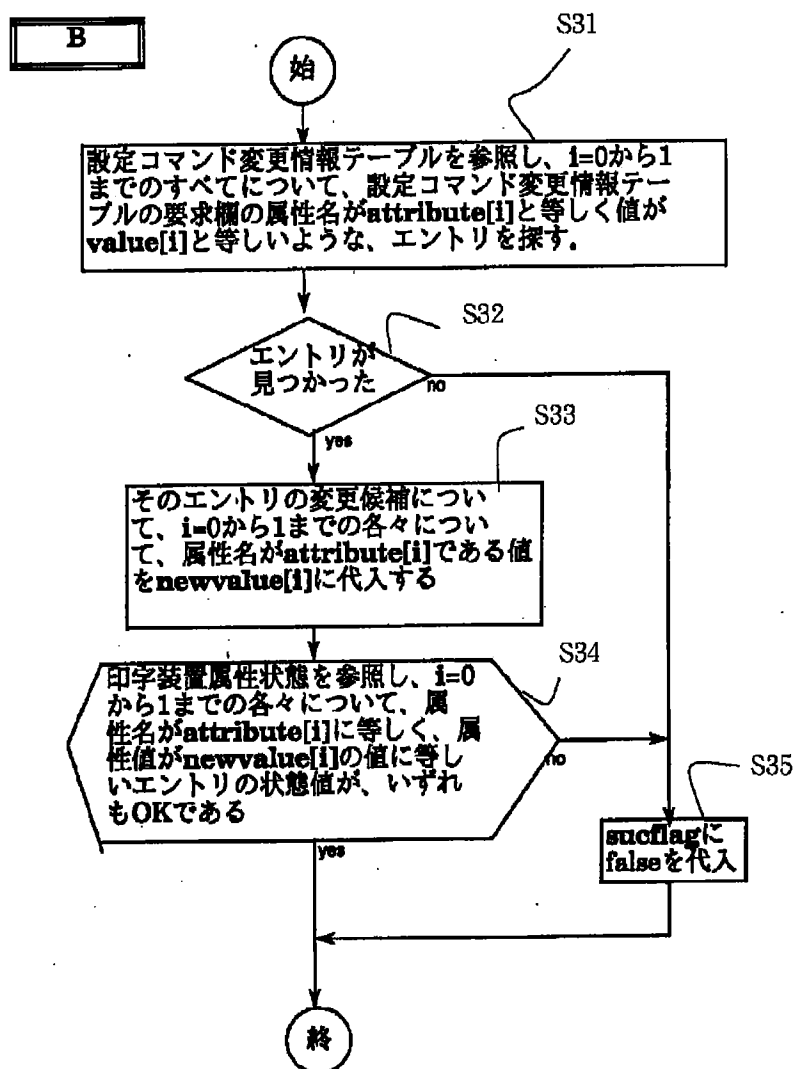 B
始
S31
設定コマンド変更情報テーブルを参照し、i=0から1
までのすべてについて、設定コマンド変更情報テー
ブルの要求欄の属性名がattribute[i]と等しく値が
value[i]と等しいような、エントリを探す.
S32
エントリが
見つかった
no
yes
S33
そのエントリの変更候補につい
て、i=0から1までの各々につい
て、属性名がattribute[i]である値
をnewvalue[i]に代入する
S34
印字装置属性状態を参照し、i=0
から1までの各々について、属
性名がattribute[i]に等しく、属
性値がnewvalue[i]の値に等し
いエントリの状態値が、いずれ
もOKである
no
yes
S35
sucflagに
falseを代入
終